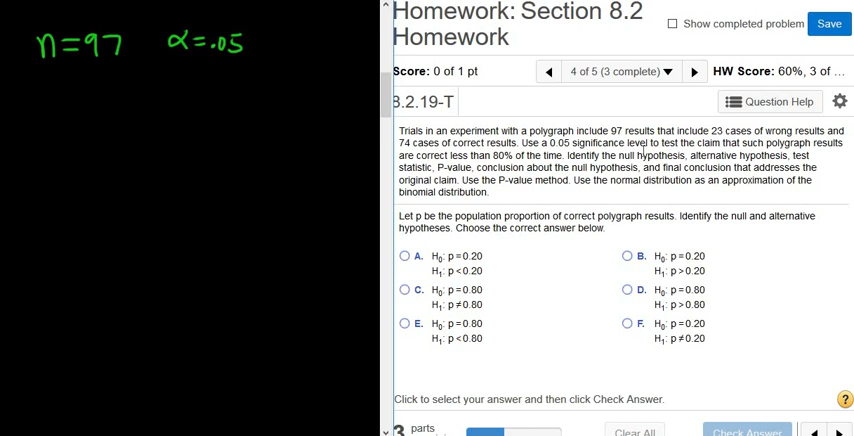 n=97 α=.05
Homework: Section 8.2
Homework
Show completed problem
Save
Score: 0 of 1 pt
4 of 5 (3 complete)
HW Score: 60%, 3 of ...
8.2.19-T
Question Help
Trials in an experiment with a polygraph include 97 results that include 23 cases of wrong results and
74 cases of correct results. Use a 0.05 significance level to test the claim that such polygraph results
are correct less than 80% of the time. Identify the null hypothesis, alternative hypothesis, test
statistic, P-value, conclusion about the null hypothesis, and final conclusion that addresses the
original claim. Use the P-value method. Use the normal distribution as an approximation of the
binomial distribution.
Let p be the population proportion of correct polygraph results. Identify the null and alternative
hypotheses. Choose the correct answer below.
A. H₀: p=0.20
H₁: p<0.20
B. H₀: p=0.20
H₁: p>0.20
C. H₀: p=0.80
H₁: p≠0.80
D. H₀: p=0.80
H₁: p>0.80
E. H₀: p=0.80
H₁: p<0.80
F. H₀: p=0.20
H₁: p≠0.20
Click to select your answer and then click Check Answer.
?
3 parts
Clear All
Check Answer